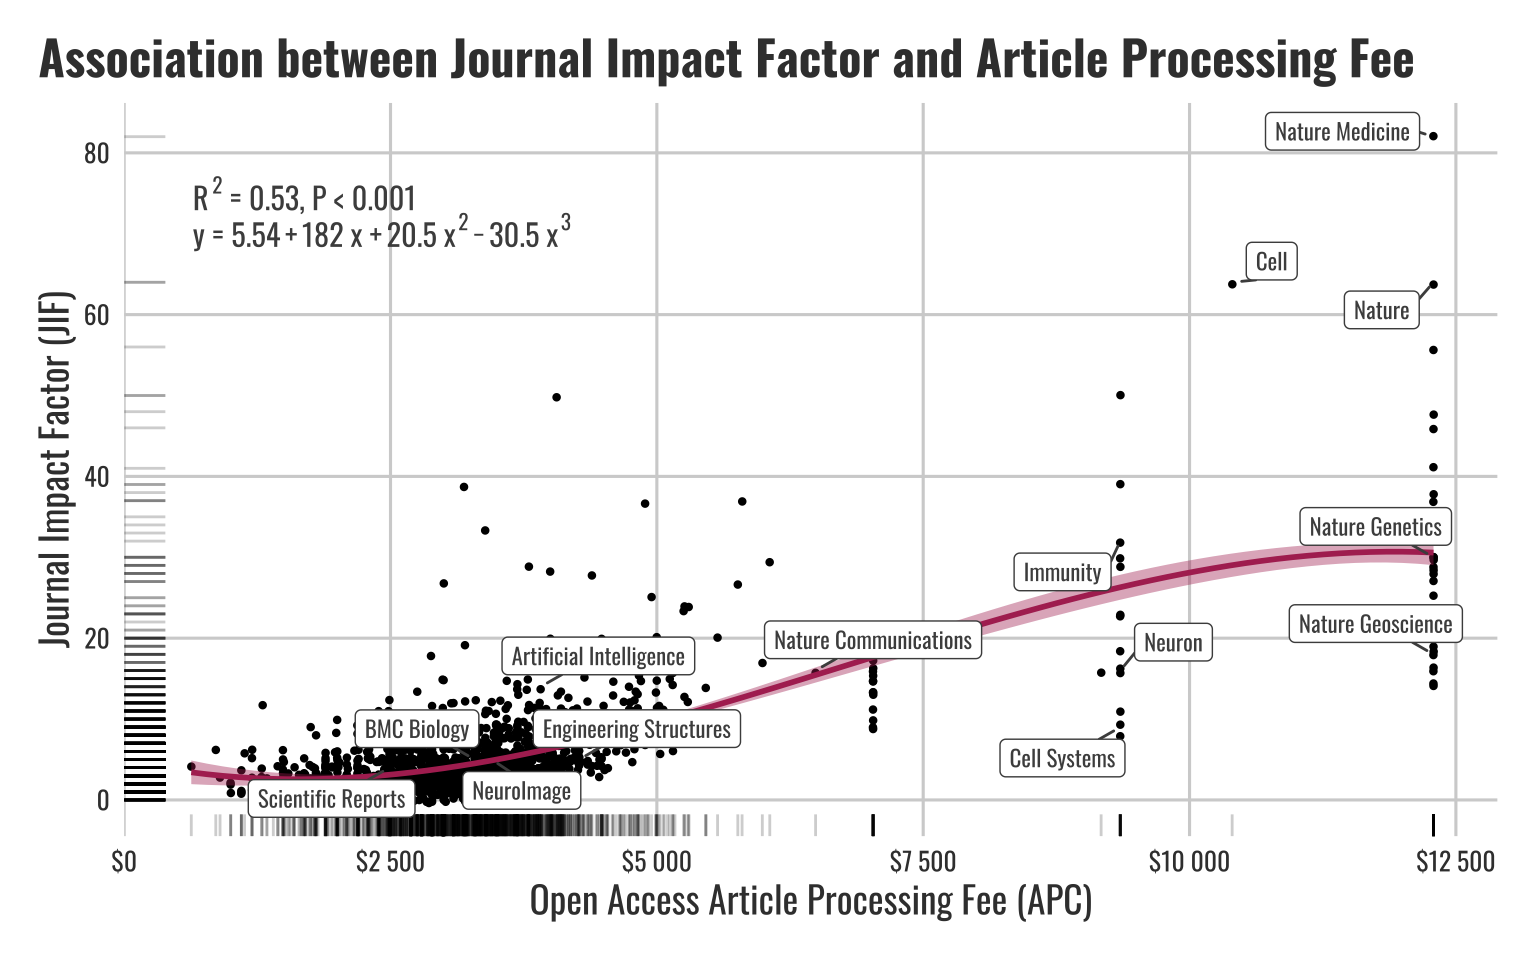 Association between Journal Impact Factor and Article Processing Fee
Nature Medicine
80
R² = 0.53, P < 0.001
y = 5.54 + 182 x + 20.5 x² − 30.5 x³
Cell
Nature
60
Journal Impact Factor (JIF)
40
Nature Genetics
Immunity
Nature Geoscience
20
Nature Communications
Neuron
Artificial Intelligence
BMC Biology
Engineering Structures
Cell Systems
NeuroImage
Scientific Reports
0
$0
$2 500
$5 000
$7 500
$10 000
$12 500
Open Access Article Processing Fee (APC)